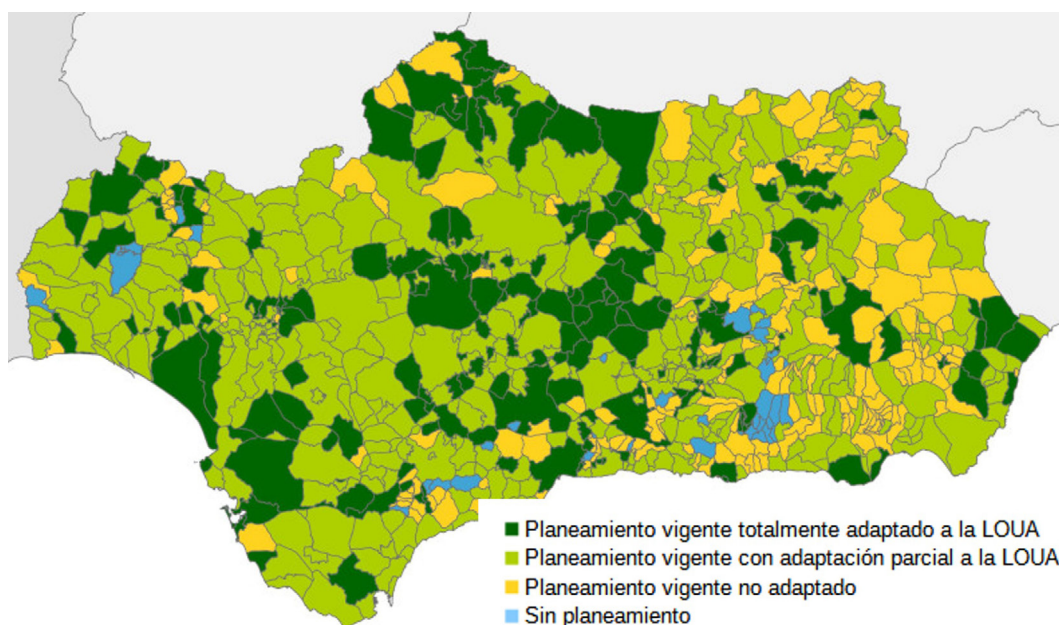 Planeamiento vigente totalmente adaptado a la LOUA
Planeamiento vigente con adaptación parcial a la LOUA
Planeamiento vigente no adaptado
Sin planeamiento